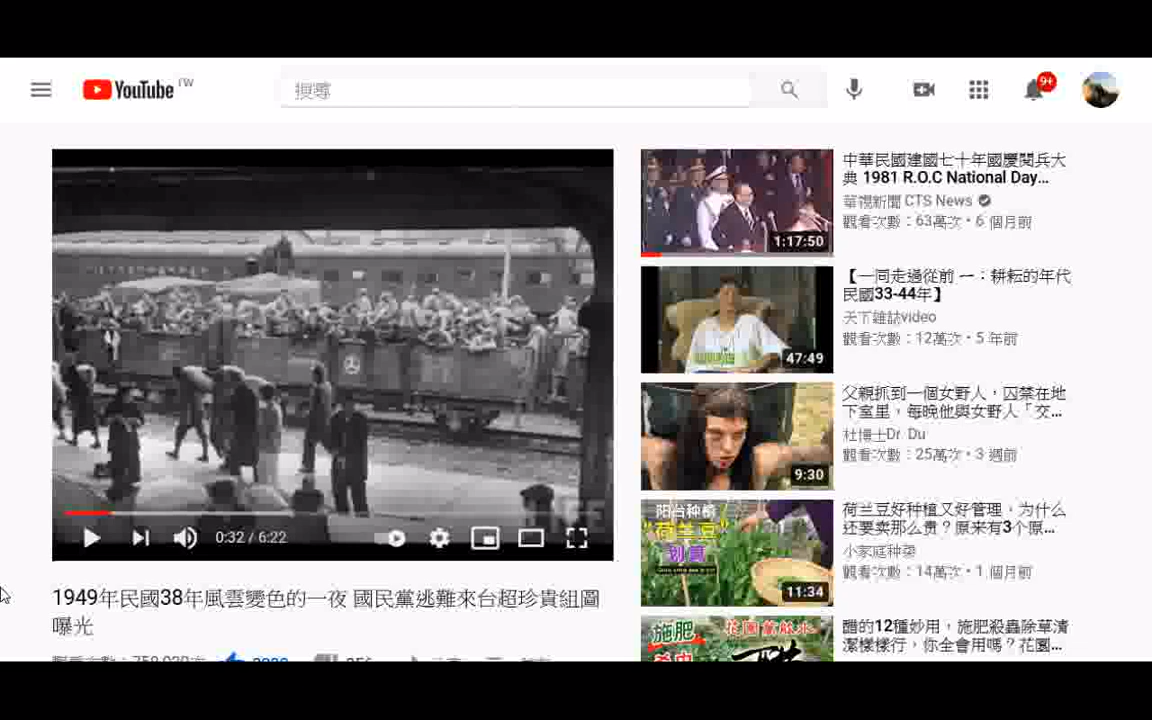 YouTube TW
搜尋
9+
0:32 / 6:22
1949年民國38年風雲變色的一夜 國民黨逃難來台超珍貴組圖
曝光
1:17:50
中華民國建國七十年國慶閱兵大
典 1981 R.O.C National Day...
華視新聞 CTS News
觀看次數：63萬次 • 6 個月前
47:49
【一同走過從前 一：耕耘的年代
民國33-44年】
天下雜誌video
觀看次數：12萬次 • 5 年前
9:30
父親抓到一個女野人，囚禁在地
下室里，每晚他與女野人「交...
杜博士Dr. Du
觀看次數：25萬次 • 3 週前
阳台种植
"荷兰豆"
划算
11:34
荷兰豆好种植又好管理，为什么
还要卖那么贵？原来有3个原...
小家庭种菜
觀看次數：14萬次 • 1 個月前
施肥
醋的12種妙用，施肥殺蟲除草清
潔樣樣行，你全會用嗎？花園...